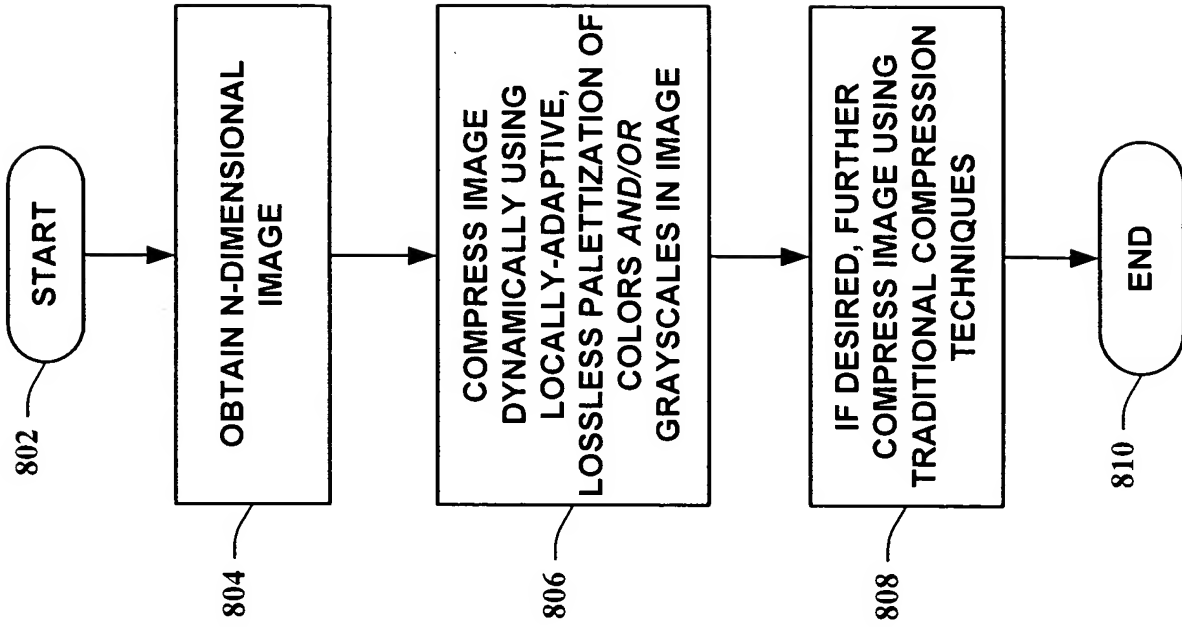 START
802
OBTAIN N-DIMENSIONAL
IMAGE
804
COMPRESS IMAGE
DYNAMICALLY USING
LOCALLY-ADAPTIVE,
LOSSLESS PALETTIZATION OF
COLORS AND/OR
GRAYSCALES IN IMAGE
806
IF DESIRED, FURTHER
COMPRESS IMAGE USING
TRADITIONAL COMPRESSION
TECHNIQUES
808
END
810